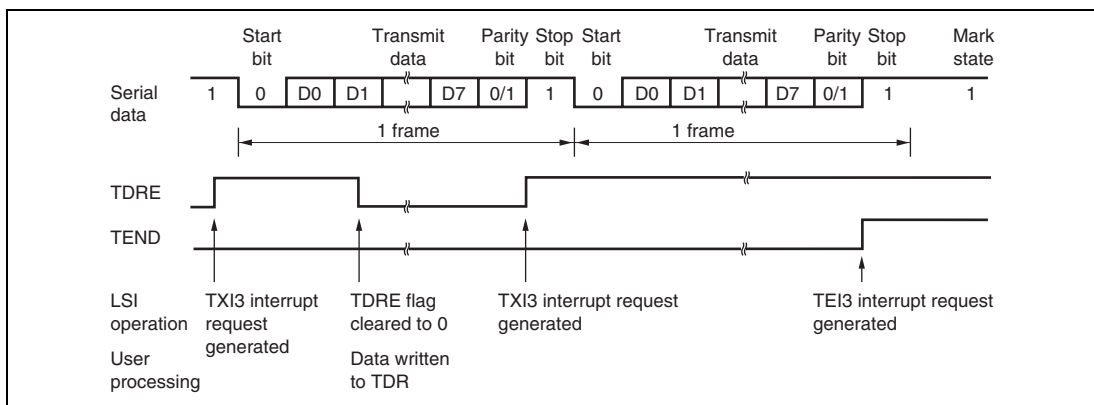 Start bit Transmit data Parity bit Stop bit Start bit Transmit data Parity bit Stop bit Mark state
Serial data 1 0 D0 D1 D7 0/1 1 0 D0 D1 D7 0/1 1 1
1 frame 1 frame
TDRE
TEND
LSI operation
TXI3 interrupt request generated
TDRE flag cleared to 0
TXI3 interrupt request generated
TEI3 interrupt request generated
User processing
Data written to TDR